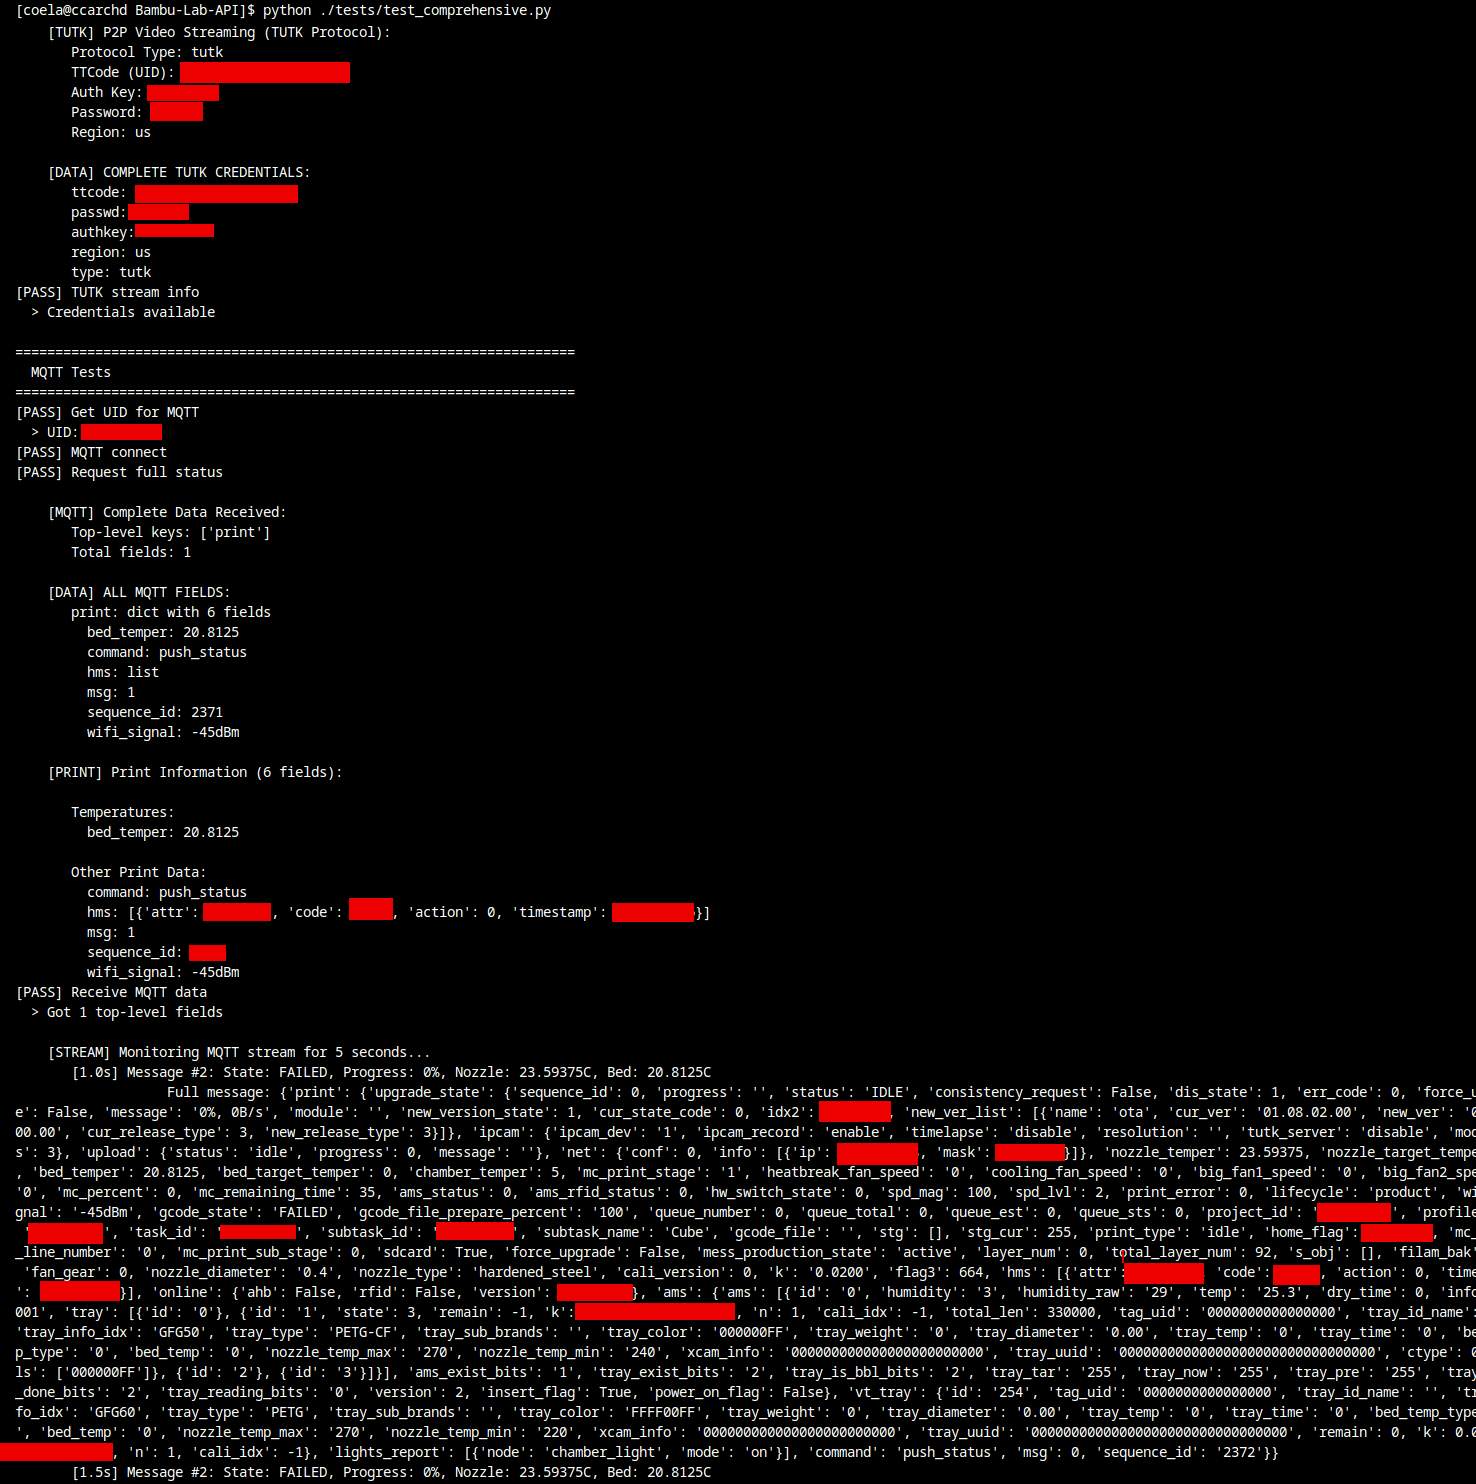 [coela@ccarchd Bambu-Lab-API]$ python ./tests/test_comprehensive.py
[TUTK] P2P Video Streaming (TUTK Protocol):
Protocol Type: tutk
TTCode (UID):
Auth Key:
Password:
Region: us
[DATA] COMPLETE TUTK CREDENTIALS:
ttcode:
passwd:
authkey:
region: us
type: tutk
[PASS] TUTK stream info
> Credentials available
======================================================================
MQTT Tests
======================================================================
[PASS] Get UID for MQTT
> UID:
[PASS] MQTT connect
[PASS] Request full status
[MQTT] Complete Data Received:
Top-level keys: ['print']
Total fields: 1
[DATA] ALL MQTT FIELDS:
print: dict with 6 fields
bed_temper: 20.8125
command: push_status
hms: list
msg: 1
sequence_id: 2371
wifi_signal: -45dBm
[PRINT] Print Information (6 fields):
Temperatures:
bed_temper: 20.8125
Other Print Data:
command: push_status
hms: [{'attr': , 'code': , 'action': 0, 'timestamp': }]
msg: 1
sequence_id:
wifi_signal: -45dBm
[PASS] Receive MQTT data
> Got 1 top-level fields
[STREAM] Monitoring MQTT stream for 5 seconds...
[1.0s] Message #2: State: FAILED, Progress: 0%, Nozzle: 23.59375C, Bed: 20.8125C
Full message: {'print': {'upgrade_state': {'sequence_id': 0, 'progress': '', 'status': 'IDLE', 'consistency_request': False, 'dis_state': 1, 'err_code': 0, 'force_u
e': False, 'message': '0%, 0B/s', 'module': '', 'new_version_state': 1, 'cur_state_code': 0, 'idx2': , 'new_ver_list': [{'name': 'ota', 'cur_ver': '01.08.02.00', 'new_ver': '0
00.00', 'cur_release_type': 3, 'new_release_type': 3}]}, 'ipcam': {'ipcam_dev': '1', 'ipcam_record': 'enable', 'timelapse': 'disable', 'resolution': '', 'tutk_server': 'disable', 'mod
s': 3}, 'upload': {'status': 'idle', 'progress': 0, 'message': ''}, 'net': {'conf': 0, 'info': [{'ip': , 'mask': }]}, 'nozzle_temper': 23.59375, 'nozzle_target_tempe
, 'bed_temper': 20.8125, 'bed_target_temper': 0, 'chamber_temper': 5, 'mc_print_stage': '1', 'heatbreak_fan_speed': '0', 'cooling_fan_speed': '0', 'big_fan1_speed': '0', 'big_fan2_spe
'0', 'mc_percent': 0, 'mc_remaining_time': 35, 'ams_status': 0, 'ams_rfid_status': 0, 'hw_switch_state': 0, 'spd_mag': 100, 'spd_lvl': 2, 'print_error': 0, 'lifecycle': 'product', 'wi
gnal': '-45dBm', 'gcode_state': 'FAILED', 'gcode_file_prepare_percent': '100', 'queue_number': 0, 'queue_total': 0, 'queue_est': 0, 'queue_sts': 0, 'project_id': ' ', 'profile
' ', 'task_id': ' , 'subtask_id': ' ', 'subtask_name': 'Cube', 'gcode_file': '', 'stg': [], 'stg_cur': 255, 'print_type': 'idle', 'home_flag': , 'mc_
_line_number': '0', 'mc_print_sub_stage': 0, 'sdcard': True, 'force_upgrade': False, 'mess_production_state': 'active', 'layer_num': 0, 'total_layer_num': 92, 's_obj': [], 'filam_bak'
'fan_gear': 0, 'nozzle_diameter': '0.4', 'nozzle_type': 'hardened_steel', 'cali_version': 0, 'k': '0.0200', 'flag3': 664, 'hms': [{'attr': 'code': , 'action': 0, 'time
': }], 'online': {'ahb': False, 'rfid': False, 'version': }, 'ams': {'ams': [{'id': '0', 'humidity': '3', 'humidity_raw': '29', 'temp': '25.3', 'dry_time': 0, 'info
001', 'tray': [{'id': '0'}, {'id': '1', 'state': 3, 'remain': -1, 'k': , 'n': 1, 'cali_idx': -1, 'total_len': 330000, 'tag_uid': '0000000000000000', 'tray_id_name':
'tray_info_idx': 'GFG50', 'tray_type': 'PETG-CF', 'tray_sub_brands': '', 'tray_color': '000000FF', 'tray_weight': '0', 'tray_diameter': '0.00', 'tray_temp': '0', 'tray_time': '0', 'be
p_type': '0', 'bed_temp': '0', 'nozzle_temp_max': '270', 'nozzle_temp_min': '240', 'xcam_info': '000000000000000000000000', 'tray_uuid': '00000000000000000000000000000000', 'ctype': 0
ls': ['000000FF']}, {'id': '2'}, {'id': '3'}]}], 'ams_exist_bits': '1', 'tray_exist_bits': '2', 'tray_is_bbl_bits': '2', 'tray_tar': '255', 'tray_now': '255', 'tray_pre': '255', 'tray
_done_bits': '2', 'tray_reading_bits': '0', 'version': 2, 'insert_flag': True, 'power_on_flag': False}, 'vt_tray': {'id': '254', 'tag_uid': '0000000000000000', 'tray_id_name': '', 'tr
fo_idx': 'GFG60', 'tray_type': 'PETG', 'tray_sub_brands': '', 'tray_color': 'FFFF00FF', 'tray_weight': '0', 'tray_diameter': '0.00', 'tray_temp': '0', 'tray_time': '0', 'bed_temp_type
', 'bed_temp': '0', 'nozzle_temp_max': '270', 'nozzle_temp_min': '220', 'xcam_info': '000000000000000000000000', 'tray_uuid': '00000000000000000000000000000000', 'remain': 0, 'k': 0.0
, 'n': 1, 'cali_idx': -1}, 'lights_report': [{'node': 'chamber_light', 'mode': 'on'}], 'command': 'push_status', 'msg': 0, 'sequence_id': '2372'}}
[1.5s] Message #2: State: FAILED, Progress: 0%, Nozzle: 23.59375C, Bed: 20.8125C